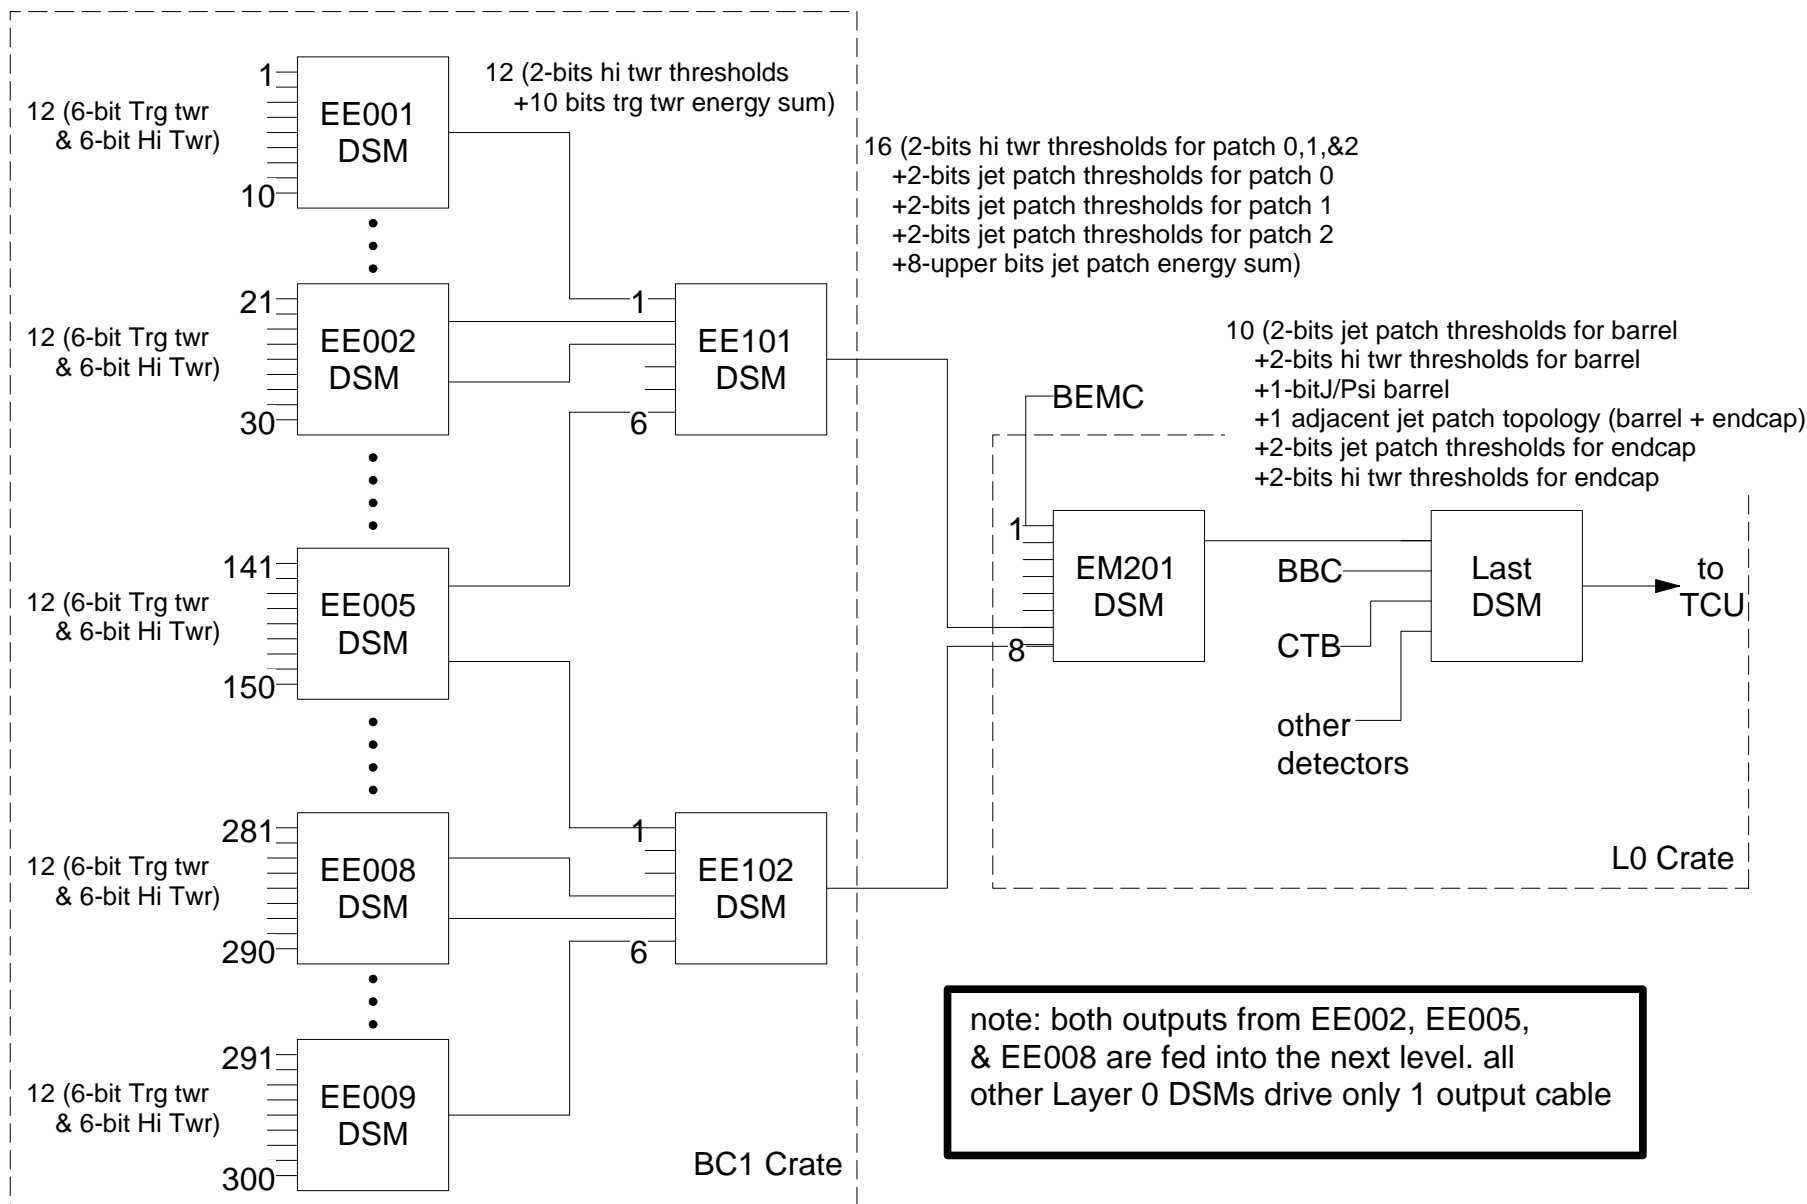 1
12 (6-bit Trg twr
& 6-bit Hi Twr)
10
EE001
DSM
12 (2-bits hi twr thresholds
+10 bits trg twr energy sum)
16 (2-bits hi twr thresholds for patch 0,1,&2
+2-bits jet patch thresholds for patch 0
+2-bits jet patch thresholds for patch 1
+2-bits jet patch thresholds for patch 2
+8-upper bits jet patch energy sum)
21
12 (6-bit Trg twr
& 6-bit Hi Twr)
30
EE002
DSM
1
6
EE101
DSM
10 (2-bits jet patch thresholds for barrel
+2-bits hi twr thresholds for barrel
+1-bitJ/Psi barrel
+1 adjacent jet patch topology (barrel + endcap)
+2-bits jet patch thresholds for endcap
+2-bits hi twr thresholds for endcap
BEMC
141
12 (6-bit Trg twr
& 6-bit Hi Twr)
150
EE005
DSM
1
8
EM201
DSM
BBC
CTB
other
detectors
Last
DSM
to
TCU
L0 Crate
281
12 (6-bit Trg twr
& 6-bit Hi Twr)
290
EE008
DSM
1
6
EE102
DSM
291
12 (6-bit Trg twr
& 6-bit Hi Twr)
300
EE009
DSM
BC1 Crate
note: both outputs from EE002, EE005,
& EE008 are fed into the next level. all
other Layer 0 DSMs drive only 1 output cable